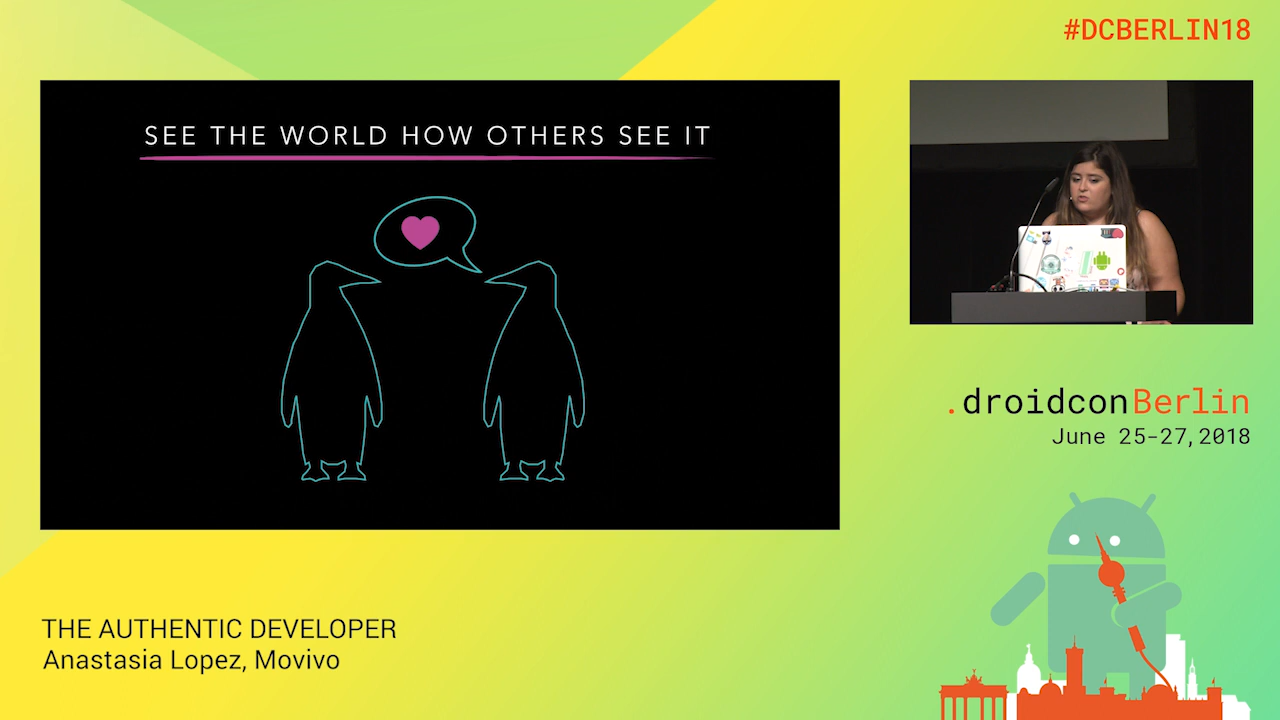 #DCBERLIN18
SEE THE WORLD HOW OTHERS SEE IT
.droidconBerlin
June 25-27, 2018
THE AUTHENTIC DEVELOPER
Anastasia Lopez, Movivo